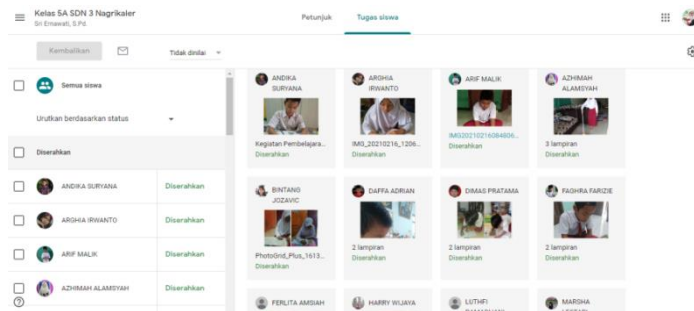 Kelas 5A SDN 3 Nagrikaler
Sri Ernawati, S.Pd.
Petunjuk
Tugas siswa
Kembalikan
Tidak dinilai
Semua siswa
Urutkan berdasarkan status
Diserahkan
ANDIKA SURYANA
Diserahkan
ARGHIA IRWANTO
Diserahkan
ARIF MALIK
Diserahkan
AZHIMAH ALAMSYAH
Diserahkan
ANDIKA
SURYANA
Kegiatan Pembelajara...
Diserahkan
ARGHIA
IRWANTO
IMG_20210216_1206...
Diserahkan
ARIF MALIK
IMG20210216084806...
Diserahkan
AZHIMAH
ALAMSYAH
3 lampiran
Diserahkan
BINTANG
JOZAVIC
PhotoGrid_Plus_1613...
Diserahkan
DAFFA ADRIAN
2 lampiran
Diserahkan
DIMAS PRATAMA
2 lampiran
Diserahkan
FAGHRA FARIZIE
2 lampiran
Diserahkan
FERLITA AMSIAH
HARRY WIJAYA
LUTHFI
MARSHA